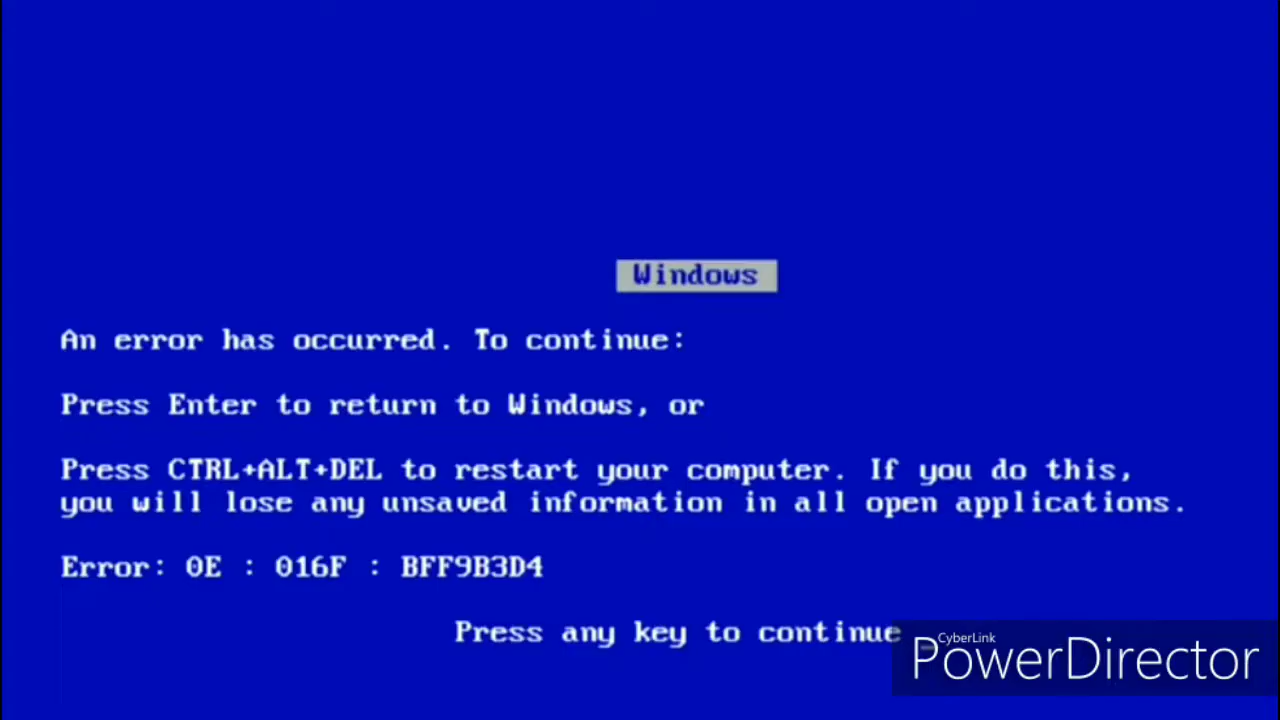 Windows
An error has occurred. To continue:
Press Enter to return to Windows, or
Press CTRL+ALT+DEL to restart your computer. If you do this,
you will lose any unsaved information in all open applications.
Error: 0E : 016F : BFF9B3D4
Press any key to continue _
CyberLink
PowerDirector